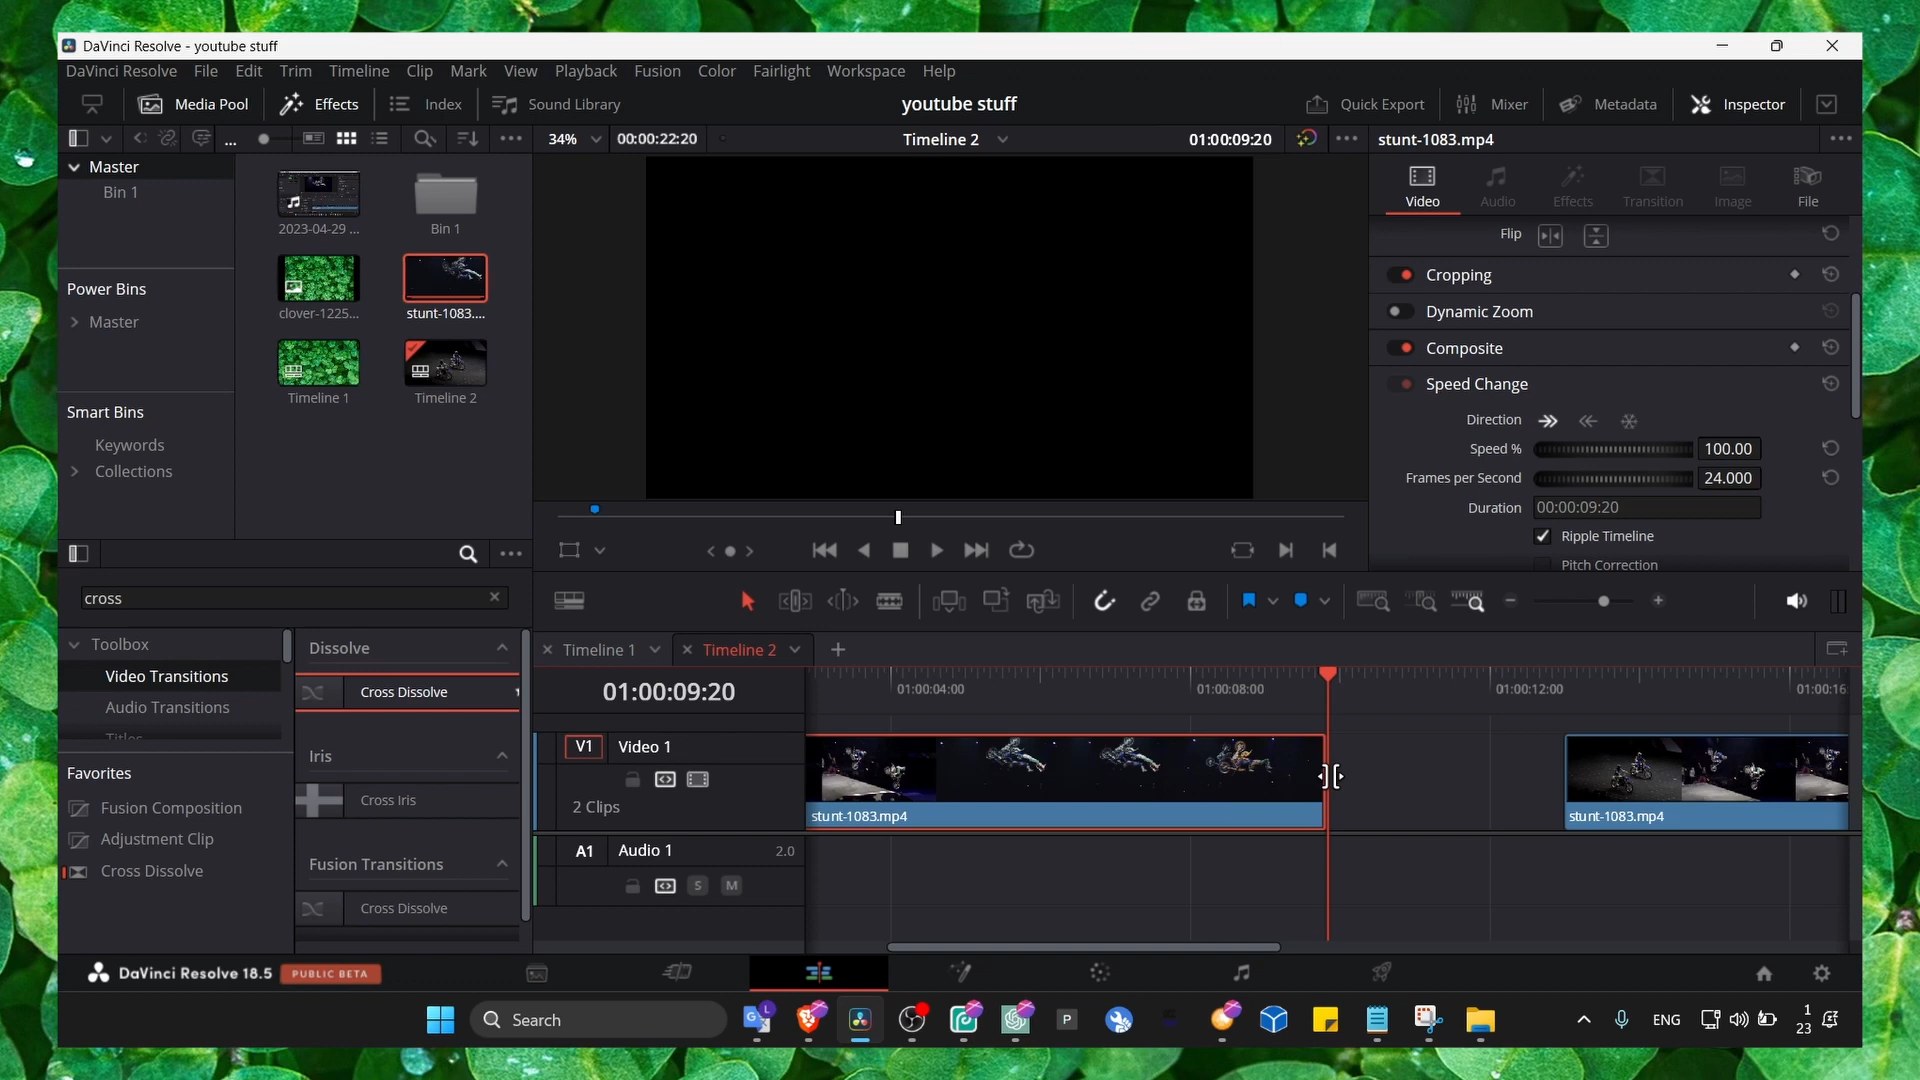 DaVinci Resolve - youtube stuff
DaVinci Resolve File Edit Trim Timeline Clip Mark View Playback Fusion Color Fairlight Workspace Help
Media Pool Effects Index Sound Library youtube stuff Quick Export Mixer Metadata Inspector
... 34% 00:00:22:20 Timeline 2 01:00:09:20 stunt-1083.mp4
Master
Bin 1
Power Bins
Master
Smart Bins
Keywords
Collections
2023-04-29 ...
Bin 1
clover-1225...
stunt-1083....
Timeline 1
Timeline 2
Video Audio Effects Transition Image File
Flip
Cropping
Dynamic Zoom
Composite
Speed Change
Direction
Speed % 100.00
Frames per Second 24.000
Duration 00:00:09:20
Ripple Timeline
Pitch Correction
cross
Toolbox
Video Transitions
Audio Transitions
Titles
Favorites
Fusion Composition
Adjustment Clip
Cross Dissolve
Dissolve
Cross Dissolve
Iris
Cross Iris
Fusion Transitions
Cross Dissolve
Timeline 1 Timeline 2
01:00:09:20 01:00:04:00 01:00:08:00 01:00:12:00 01:00:16
V1 Video 1
2 Clips
stunt-1083.mp4 stunt-1083.mp4
A1 Audio 1 2.0
S M
DaVinci Resolve 18.5 PUBLIC BETA
Search
ENG
1
23